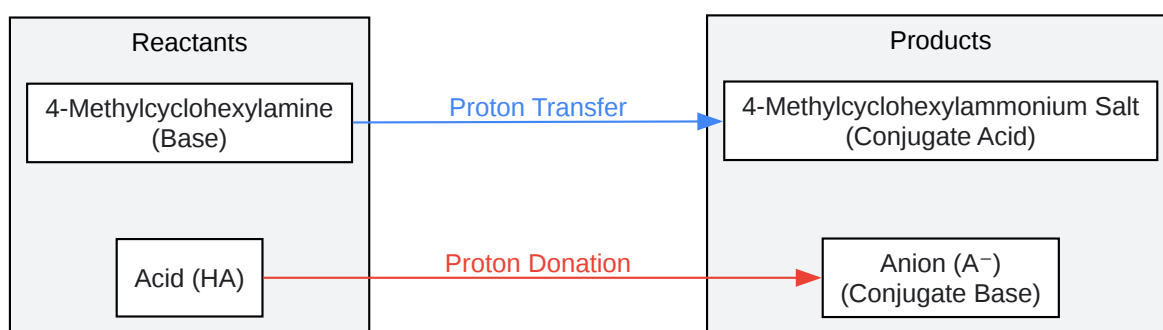 Reactants
4-Methylcyclohexylamine
(Base)
Acid (HA)
Proton Transfer
Proton Donation
Products
4-Methylcyclohexylammonium Salt
(Conjugate Acid)
Anion (A⁻)
(Conjugate Base)